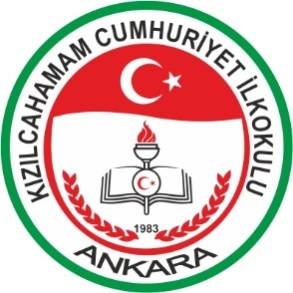 KIZILCAHAMAM CUMHURİYET İLKOKULU
1983
ANKARA